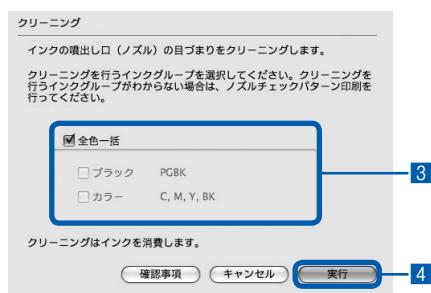 クリーニング
インクの噴出し口（ノズル）の目づまりをクリーニングします。
クリーニングを行うインクグループを選択してください。クリーニングを
行うインクグループがわからない場合は、ノズルチェックパターン印刷を
行ってください。
全色一括
ブラック PGBK
カラー C, M, Y, BK
3
クリーニングはインクを消費します。
確認事項 キャンセル 実行
4